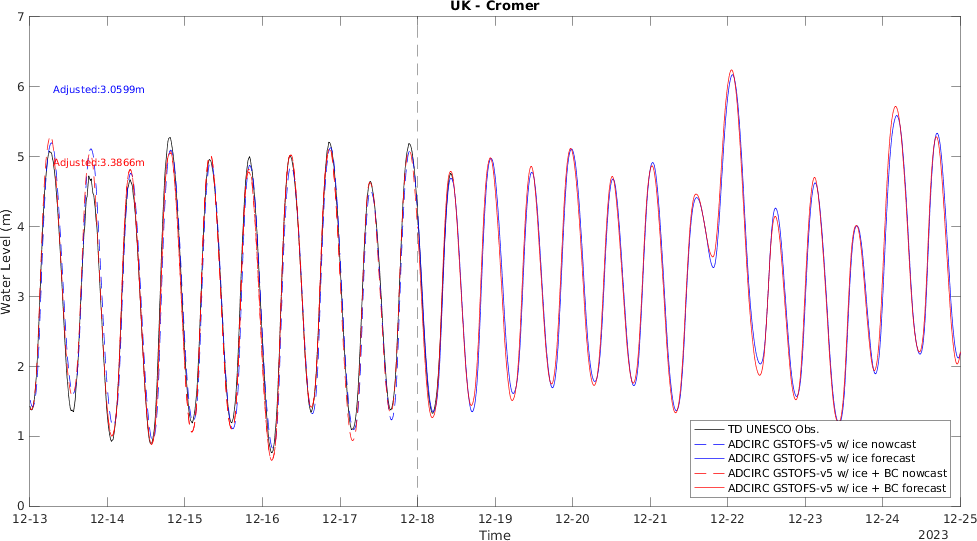 UK - Cromer
7
6
5
4
3
2
1
0
Water Level (m)
Adjusted:3.0599m
Adjusted:3.3866m
TD UNESCO Obs.
ADCIRC GSTOFS-v5 w/ ice nowcast
ADCIRC GSTOFS-v5 w/ ice forecast
ADCIRC GSTOFS-v5 w/ ice + BC nowcast
ADCIRC GSTOFS-v5 w/ ice + BC forecast
12-13 12-14 12-15 12-16 12-17 12-18 12-19 12-20 12-21 12-22 12-23 12-24 12-25
Time
2023